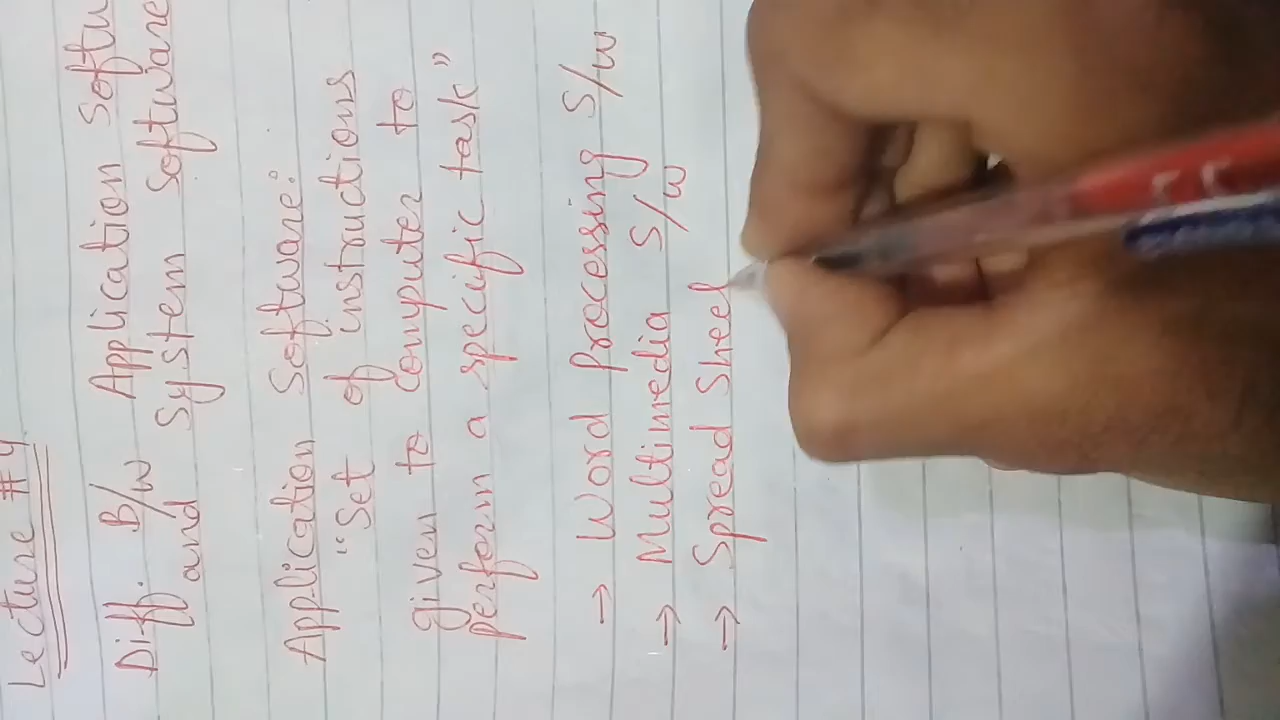 Lecture #4
Diff. B/w Application Softw
and System Software
Application Software:
"Set of instructions
given to computer to
perform a specific task"
→ Word Processing S/w
→ Multimedia S/w
→ Spread Sheet